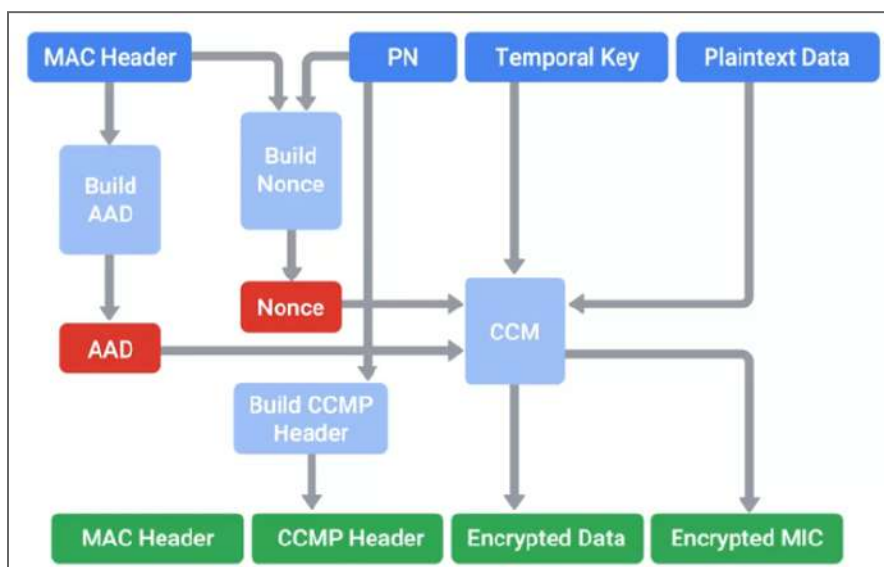 MAC Header
PN
Temporal Key
Plaintext Data
Build
AAD
Build
Nonce
Nonce
AAD
CCM
Build CCMP
Header
MAC Header
CCMP Header
Encrypted Data
Encrypted MIC